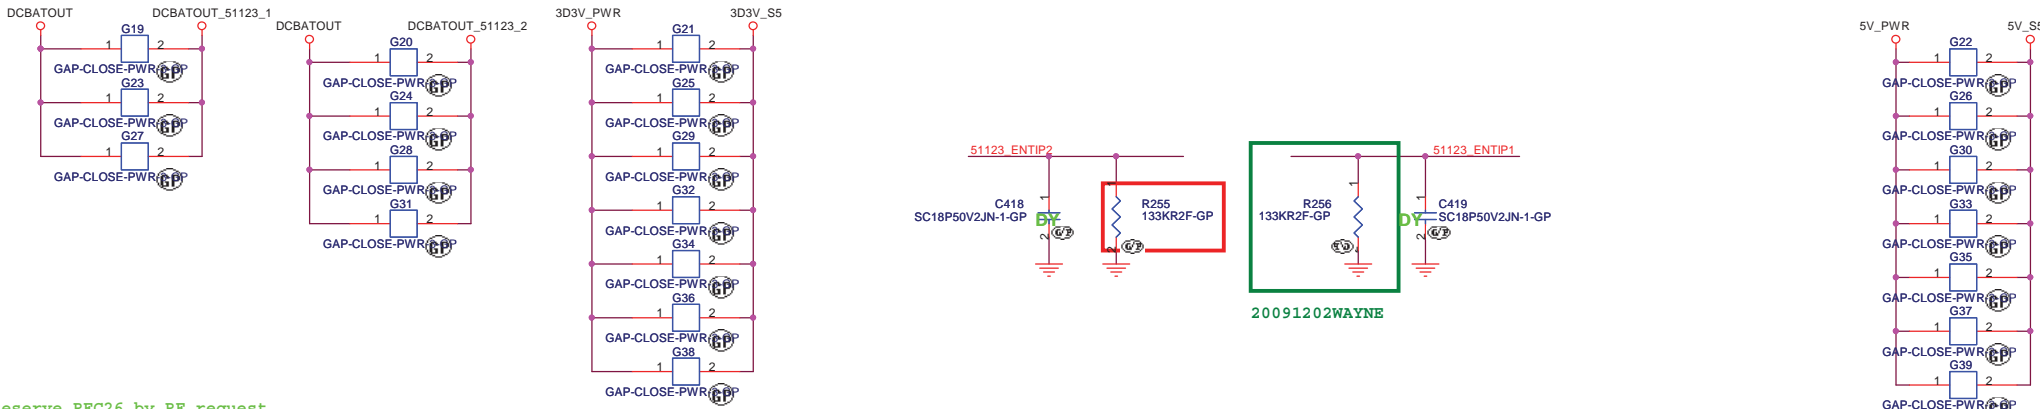 DCBATOUT
DCBATOUT_51123_1
G19
1
2
GAP-CLOSE-PWR
G23
1
2
GAP-CLOSE-PWR
G27
1
2
GAP-CLOSE-PWR
DCBATOUT
DCBATOUT_51123_2
G20
1
2
GAP-CLOSE-PWR
G24
1
2
GAP-CLOSE-PWR
G28
1
2
GAP-CLOSE-PWR
G31
1
2
GAP-CLOSE-PWR
3D3V_PWR
3D3V_S5
G21
1
2
GAP-CLOSE-PWR
G25
1
2
GAP-CLOSE-PWR
G29
1
2
GAP-CLOSE-PWR
G32
1
2
GAP-CLOSE-PWR
G34
1
2
GAP-CLOSE-PWR
G36
1
2
GAP-CLOSE-PWR
G38
1
2
GAP-CLOSE-PWR
51123_ENTIP2
C418
SC18P50V2JN-1-GP
DY
1
2
R255
133KR2F-GP
1
2
51123_ENTIP1
R256
133KR2F-GP
1
C419
SC18P50V2JN-1-GP
DY
1
2
20091202WAYNE
5V_PWR
5V_S5
G22
1
2
GAP-CLOSE-PWR
G26
1
2
GAP-CLOSE-PWR
G30
1
2
GAP-CLOSE-PWR
G33
1
2
GAP-CLOSE-PWR
G35
1
2
GAP-CLOSE-PWR
G37
1
2
GAP-CLOSE-PWR
G39
1
2
GAP-CLOSE-PWR